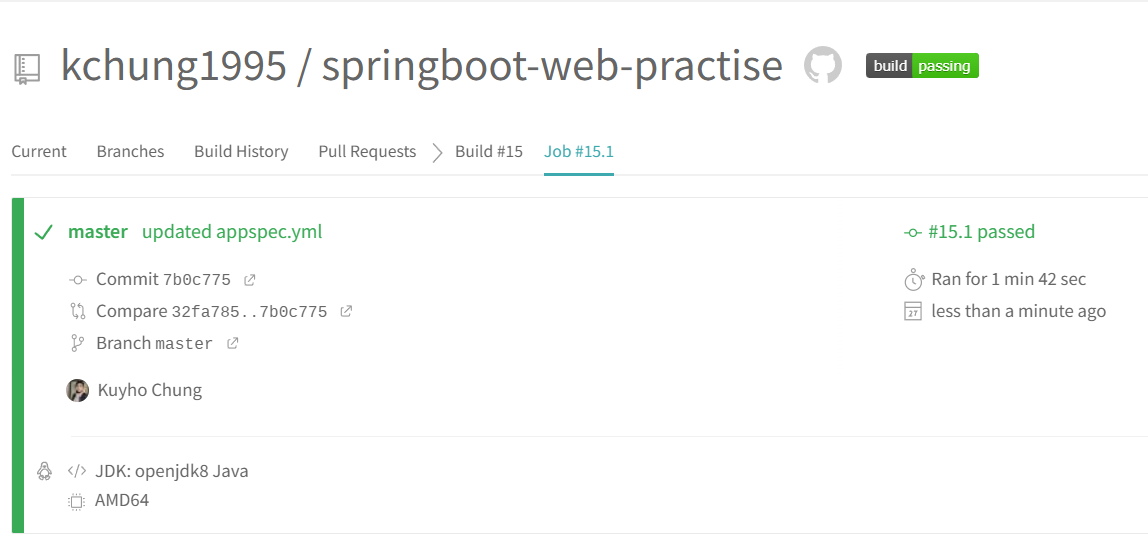 kchung1995 / springboot-web-practise build passing
Current Branches Build History Pull Requests Build #15 Job #15.1
master updated appspec.yml #15.1 passed
Commit 7b0c775 Ran for 1 min 42 sec
Compare 32fa785..7b0c775 27 less than a minute ago
Branch master
Kuyho Chung
</> JDK: openjdk8 Java
AMD64